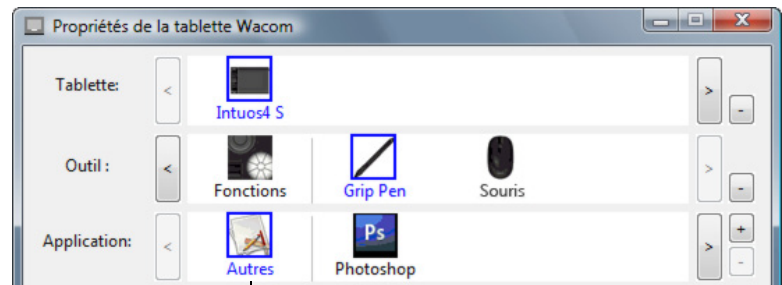 Propriétés de la tablette Wacom
Tablette:
<
Intuos4 S
>
-
Outil :
<
Fonctions
Grip Pen
Souris
>
-
Application:
<
Autres
Ps
Photoshop
>
+
-